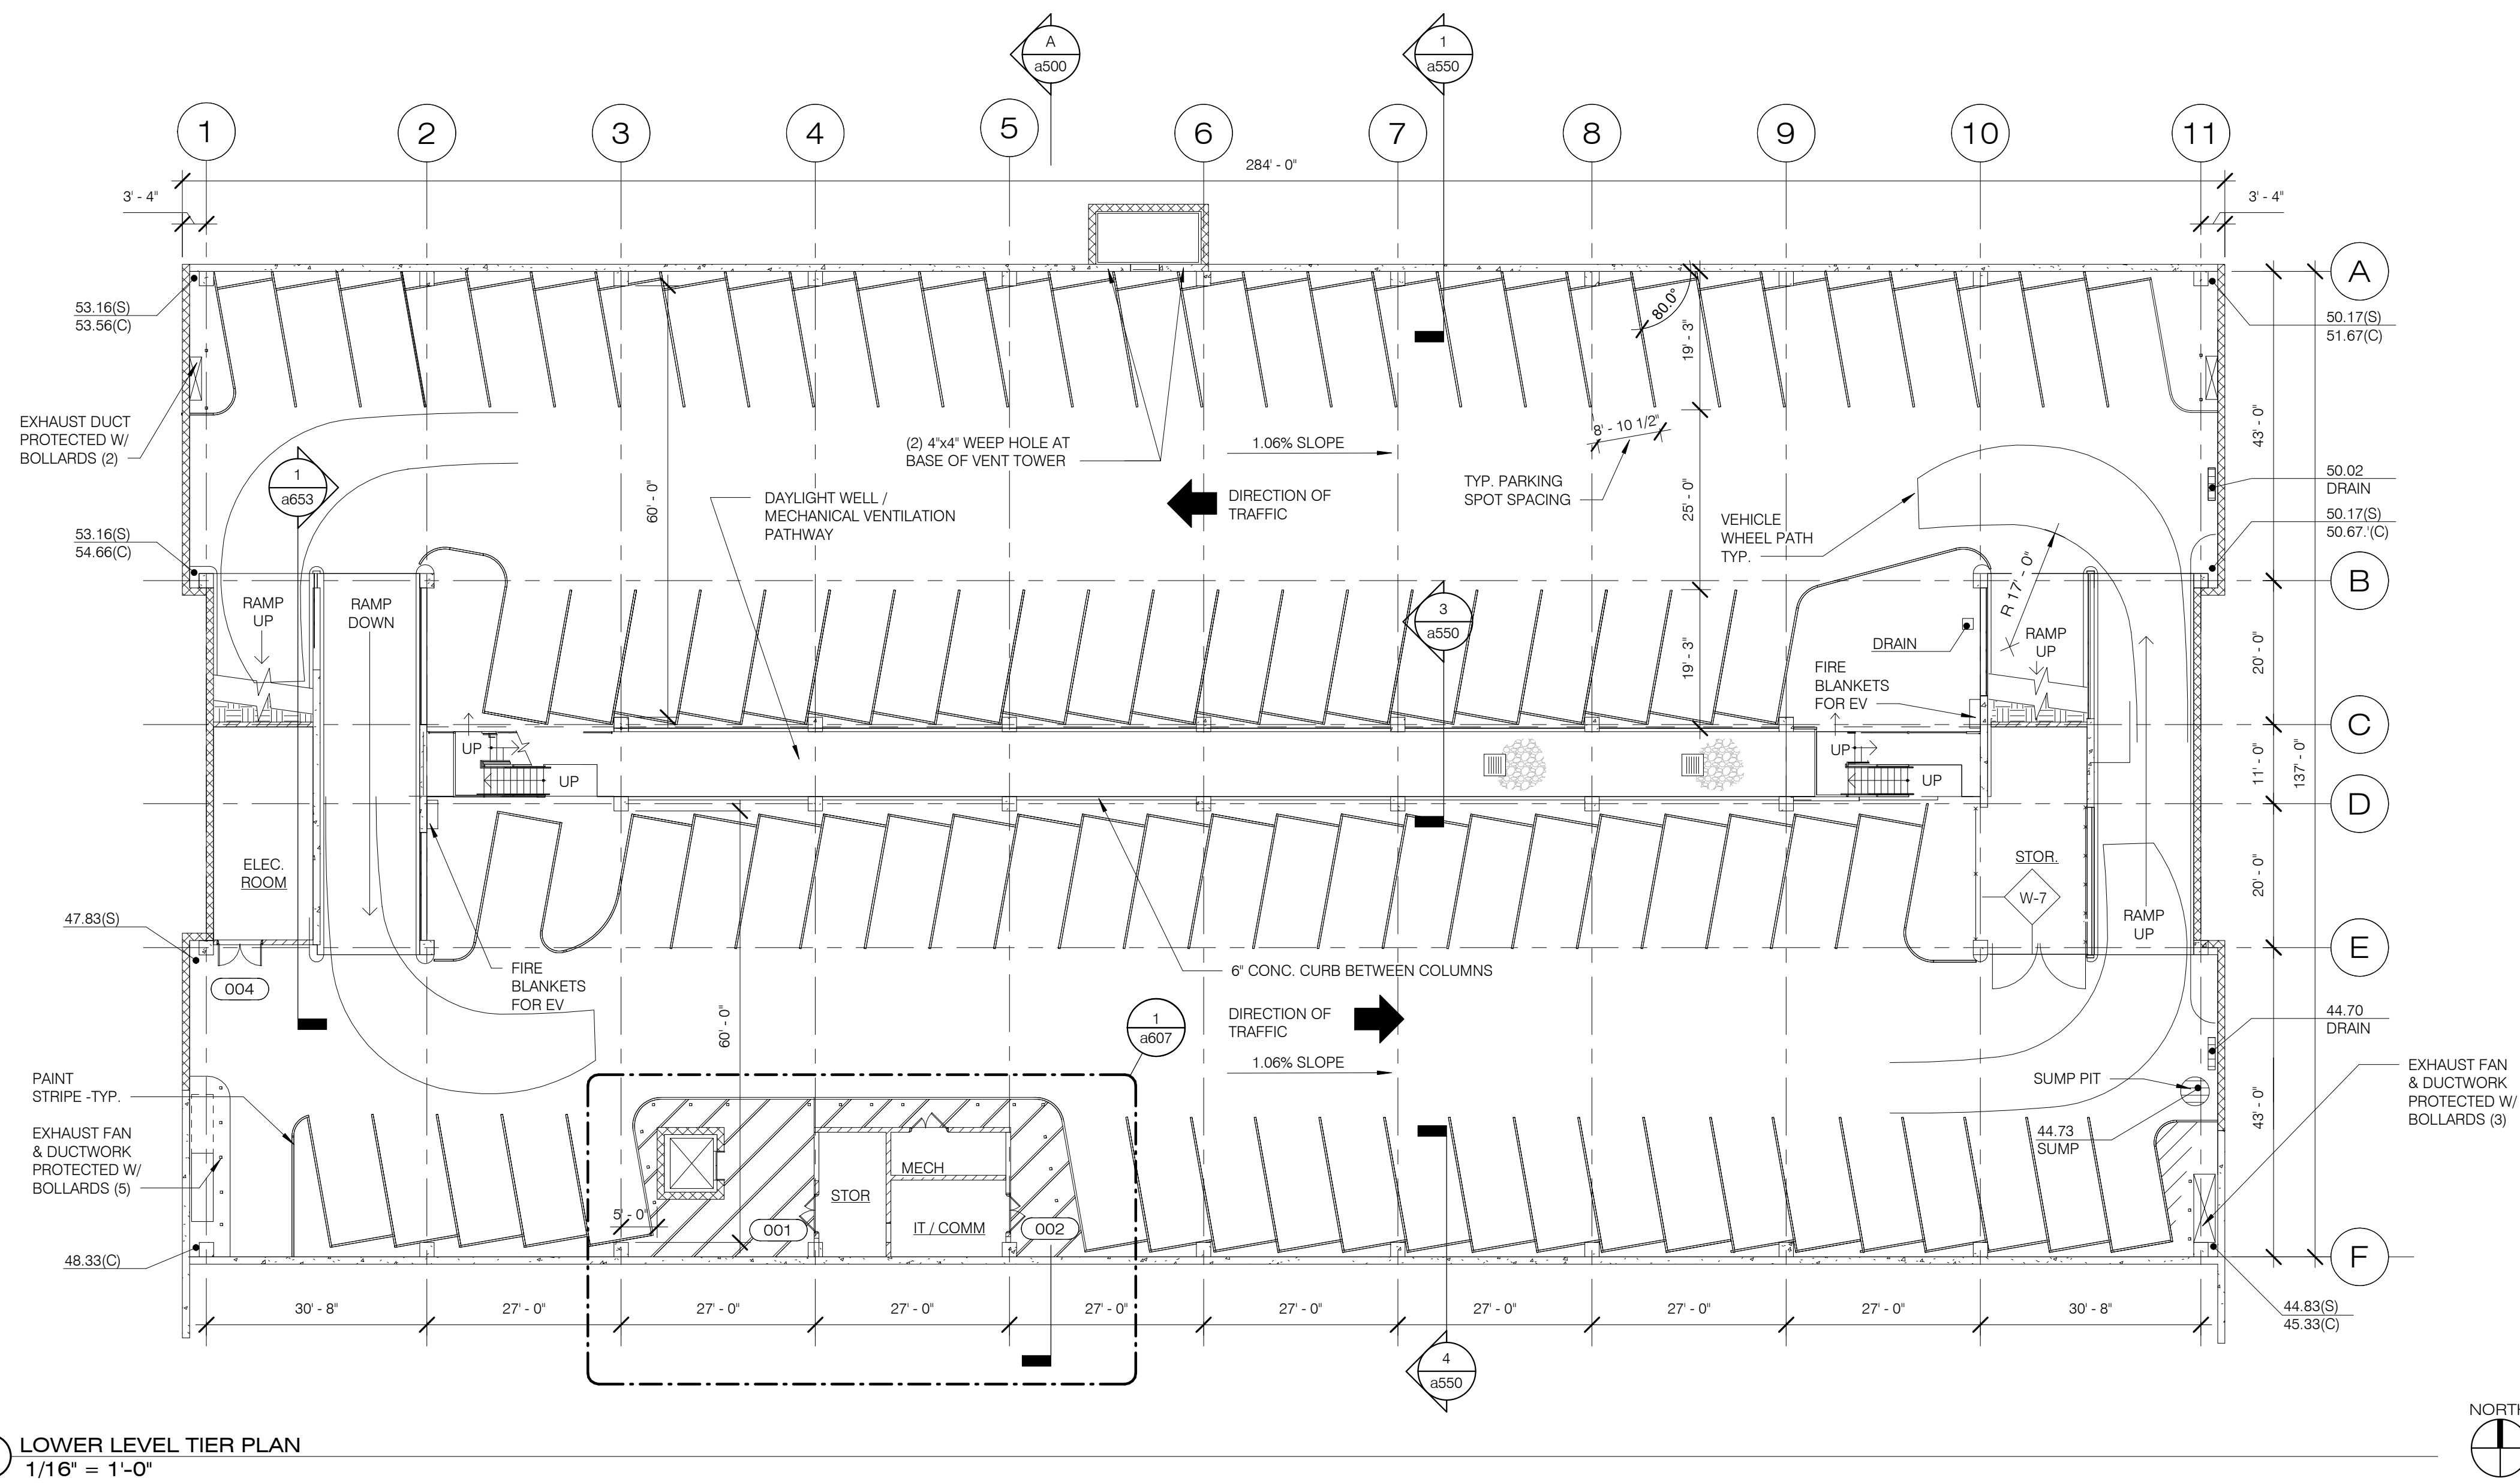 A
a500
1
a550
1
2
3
4
5
6
7
8
9
10
11
284' - 0"
3' - 4"
3' - 4"
A
53.16(S)
53.56(C)
50.17(S)
51.67(C)
80.0°
19' - 3"
EXHAUST DUCT
PROTECTED W/
BOLLARDS (2)
1
a653
(2) 4"x4" WEEP HOLE AT
BASE OF VENT TOWER
1.06% SLOPE
8' - 10 1/2"
43' - 0"
TYP. PARKING
SPOT SPACING
50.02
DRAIN
60' - 0"
DAYLIGHT WELL /
MECHANICAL VENTILATION
PATHWAY
DIRECTION OF
TRAFFIC
25' - 0"
VEHICLE
WHEEL PATH
TYP.
50.17(S)
50.67.'(C)
53.16(S)
54.66(C)
B
R 17' - 0"
RAMP
UP
RAMP
DOWN
3
a550
19' - 3"
DRAIN
RAMP
UP
20' - 0"
FIRE
BLANKETS
FOR EV
C
UP
UP
UP
UP
11' - 0"
137' - 0"
D
ELEC.
ROOM
STOR.
W-7
20' - 0"
47.83(S)
RAMP
UP
E
004
FIRE
BLANKETS
FOR EV
6" CONC. CURB BETWEEN COLUMNS
60' - 0"
1
a607
DIRECTION OF
TRAFFIC
1.06% SLOPE
44.70
DRAIN
PAINT
STRIPE -TYP.
SUMP PIT
EXHAUST FAN
& DUCTWORK
PROTECTED W/
BOLLARDS (3)
43' - 0"
EXHAUST FAN
& DUCTWORK
PROTECTED W/
BOLLARDS (5)
44.73
SUMP
MECH
STOR
5' - 0"
001
IT / COMM
002
48.33(C)
F
30' - 8"
27' - 0"
27' - 0"
27' - 0"
27' - 0"
27' - 0"
27' - 0"
27' - 0"
27' - 0"
30' - 8"
44.83(S)
45.33(C)
4
a550
NORTH
LOWER LEVEL TIER PLAN
1/16" = 1'-0"